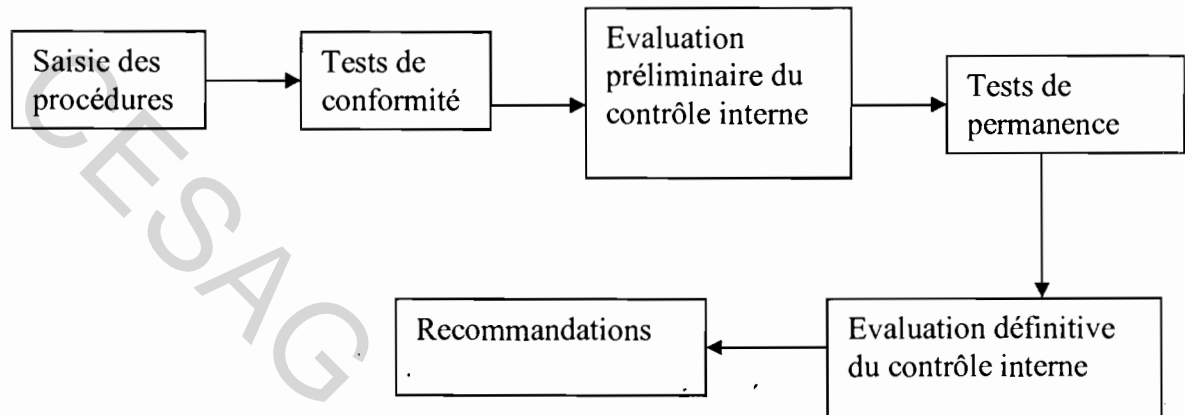 Saisie des
procédures
Tests de
conformité
Evaluation
préliminaire du
contrôle interne
Tests de
permanence
Evaluation définitive
du contrôle interne
Recommandations
CESAG